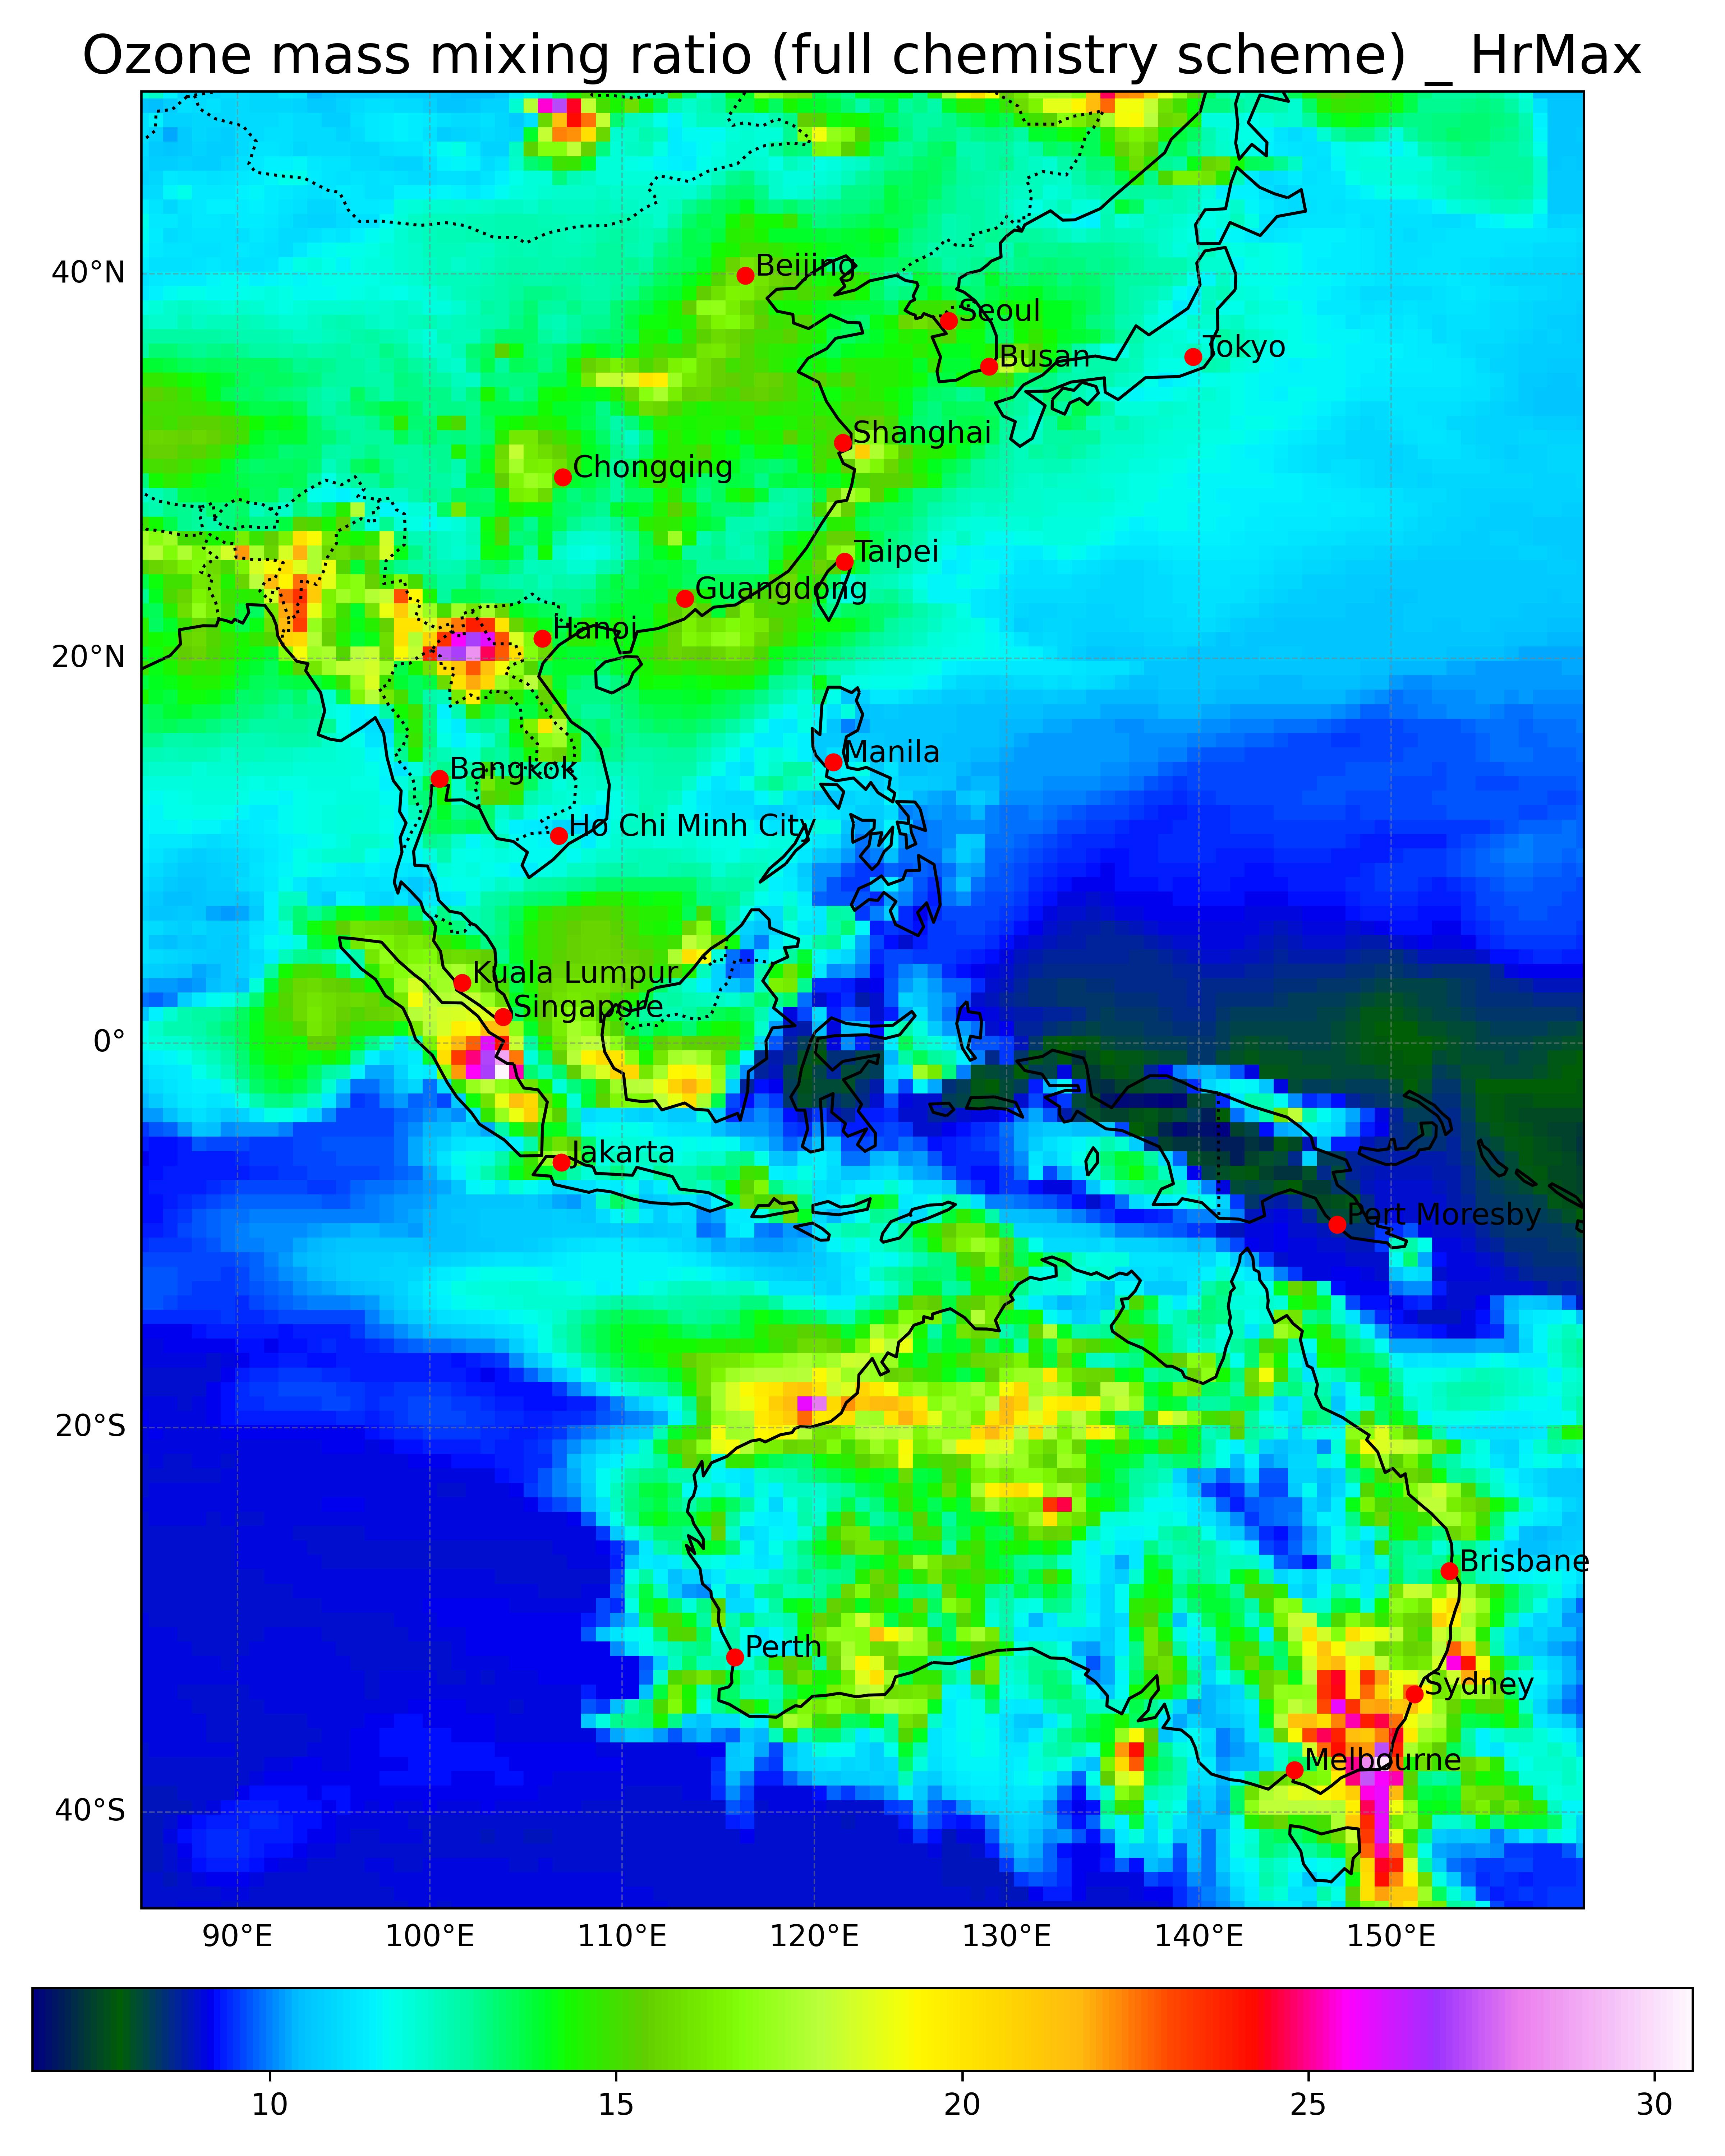 Ozone mass mixing ratio (full chemistry scheme) _ HrMax
40°N
20°N
0°
20°S
40°S
Beijing
Seoul
Tokyo
Busan
Shanghai
Chongqing
Taipei
Guangdong
Hanoi
Manila
Bangkok
Ho Chi Minh City
Kuala Lumpur
Singapore
Jakarta
Port Moresby
Brisbane
Perth
Sydney
Melbourne
90°E 100°E 110°E 120°E 130°E 140°E 150°E
10 15 20 25 30